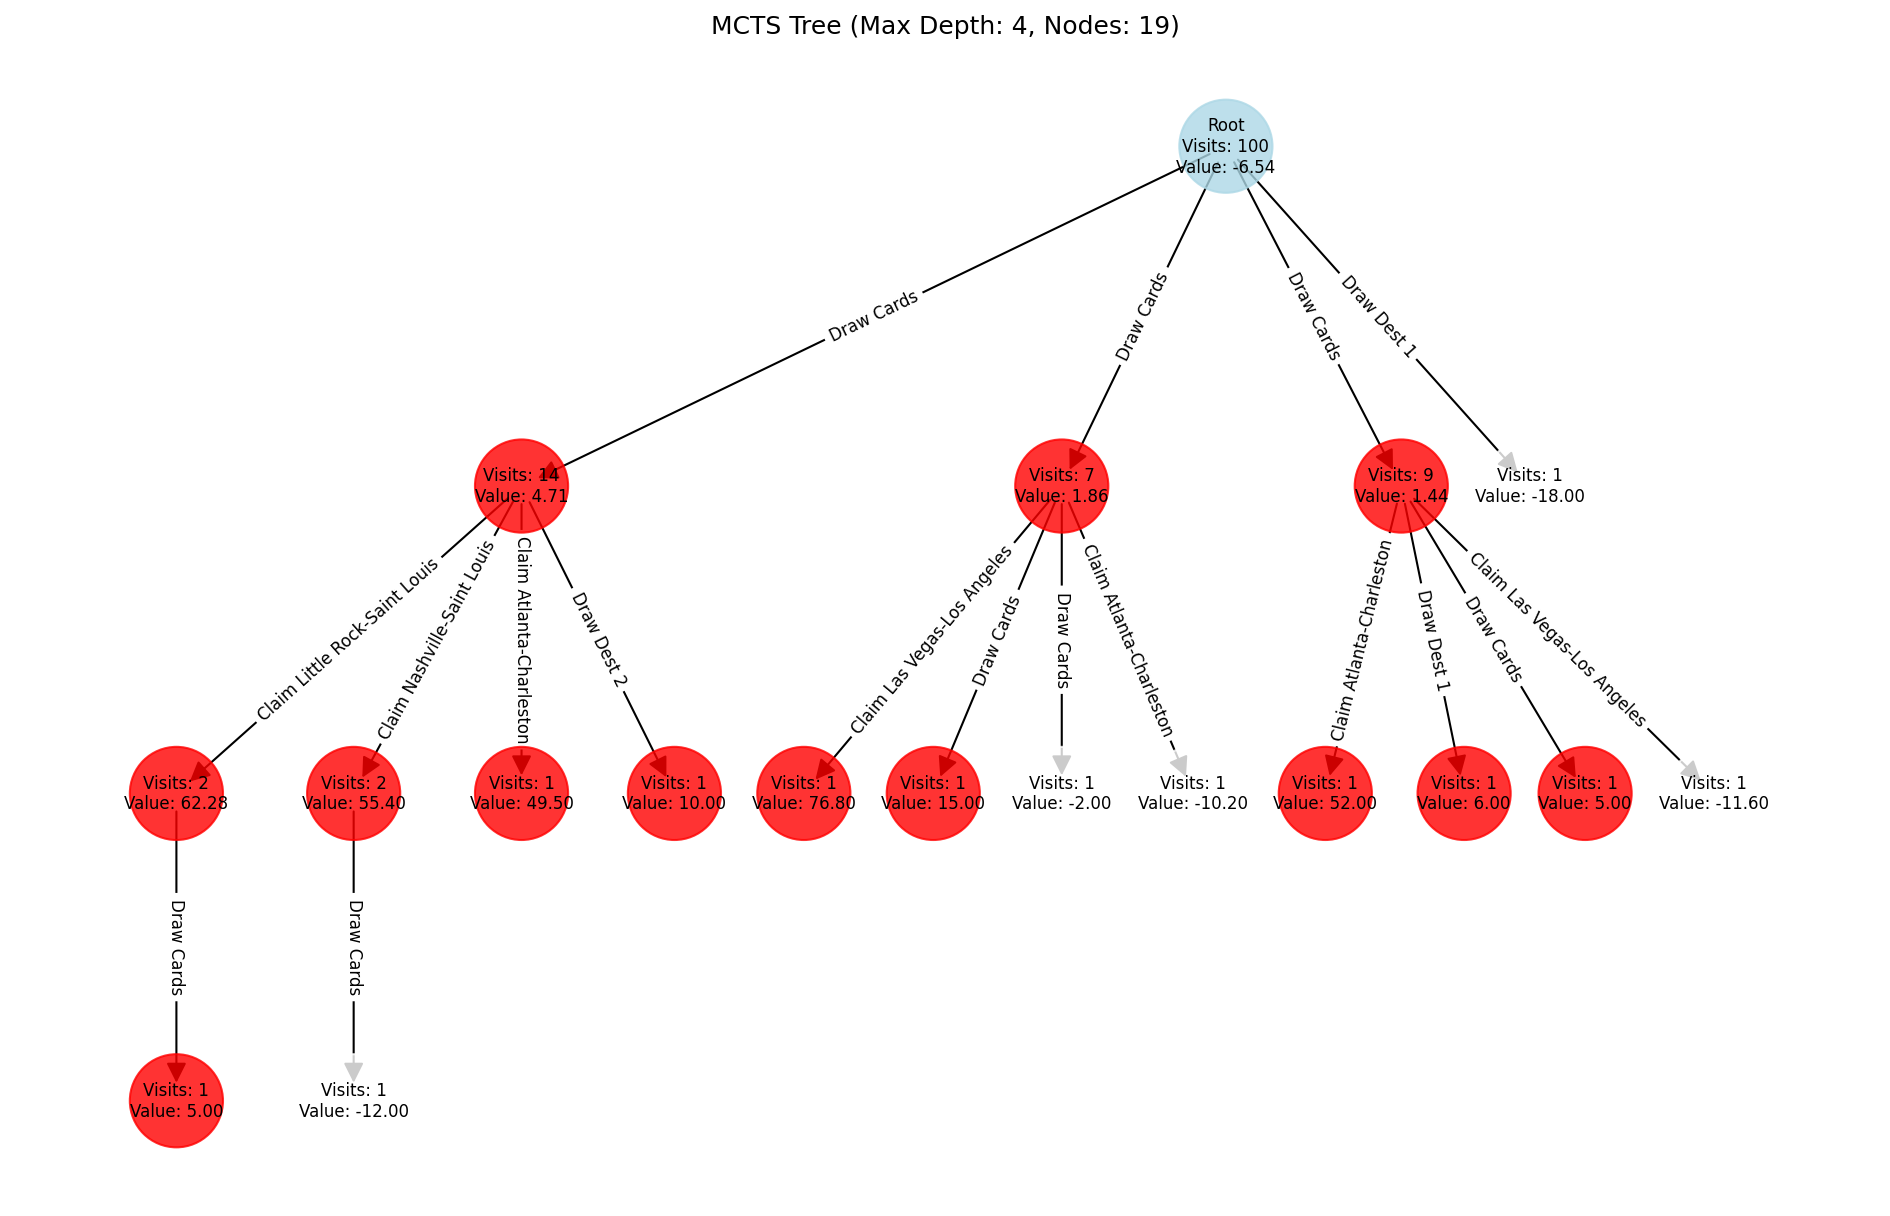 MCTS Tree (Max Depth: 4, Nodes: 19)
Root
Visits: 100
Value: -6.54
Draw Cards
Draw Cards
Draw Cards
Draw Dest 1
Visits: 14
Value: 4.71
Visits: 7
Value: 1.86
Visits: 9
Value: 1.44
Visits: 1
Value: -18.00
Claim Little Rock-Saint Louis
Claim Nashville-Saint Louis
Claim Atlanta-Charleston
Draw Dest 2
Claim Las Vegas-Los Angeles
Draw Cards
Draw Cards
Claim Atlanta-Charleston
Claim Atlanta-Charleston
Draw Dest 1
Draw Cards
Claim Las Vegas-Los Angeles
Visits: 2
Value: 62.28
Visits: 2
Value: 55.40
Visits: 1
Value: 49.50
Visits: 1
Value: 10.00
Visits: 1
Value: 76.80
Visits: 1
Value: 15.00
Visits: 1
Value: -2.00
Visits: 1
Value: -10.20
Visits: 1
Value: 52.00
Visits: 1
Value: 6.00
Visits: 1
Value: 5.00
Visits: 1
Value: -11.60
Draw Cards
Draw Cards
Visits: 1
Value: 5.00
Visits: 1
Value: -12.00